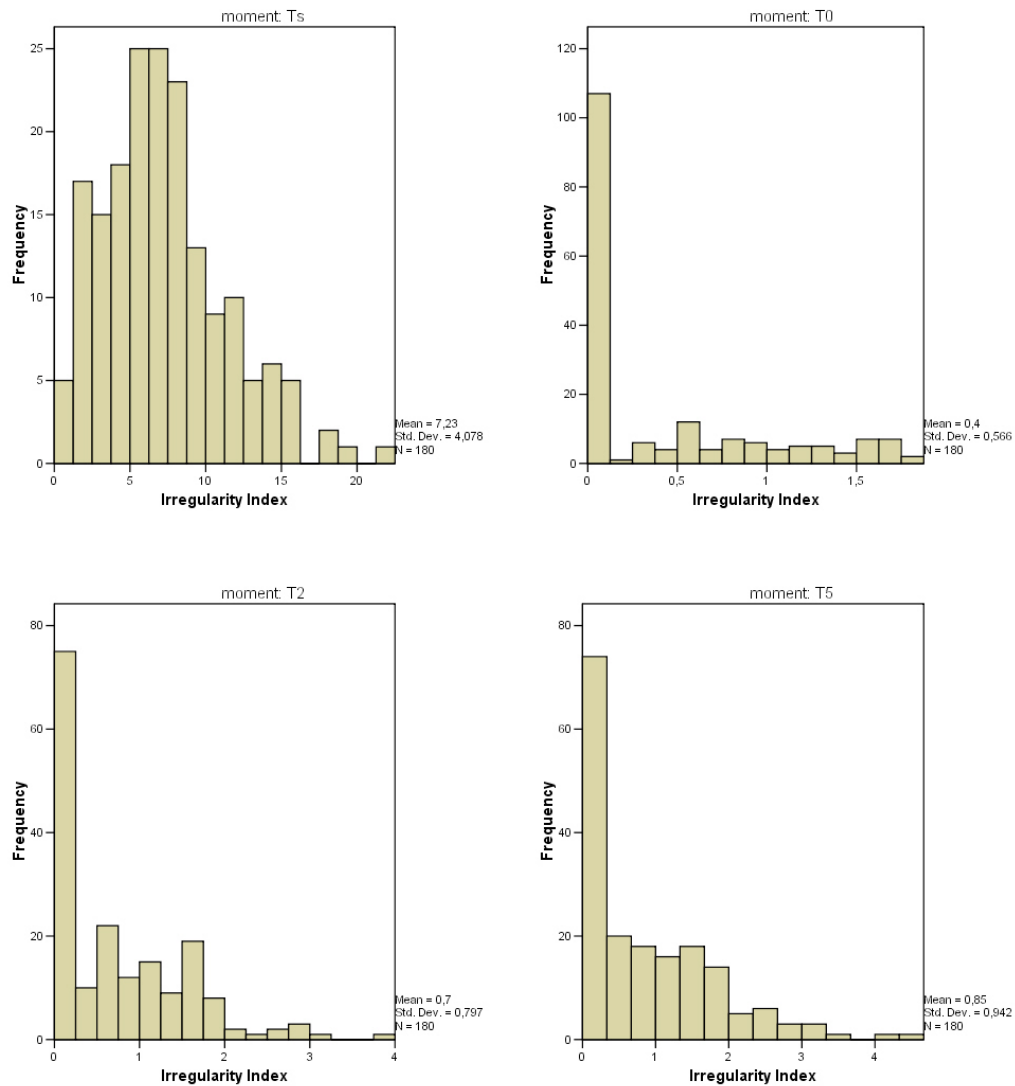 moment: Ts
25
20
15
10
5
0
Frequency
0 5 10 15 20
Irregularity Index
Mean = 7,23
Std. Dev. = 4,078
N = 180
moment: T0
120
100
80
60
40
20
0
Frequency
0 0,5 1 1,5
Irregularity Index
Mean = 0,4
Std. Dev. = 0,566
N = 180
moment: T2
80
60
40
20
0
Frequency
0 1 2 3 4
Irregularity Index
Mean = 0,7
Std. Dev. = 0,797
N = 180
moment: T5
80
60
40
20
0
Frequency
0 1 2 3 4
Irregularity Index
Mean = 0,85
Std. Dev. = 0,942
N = 180